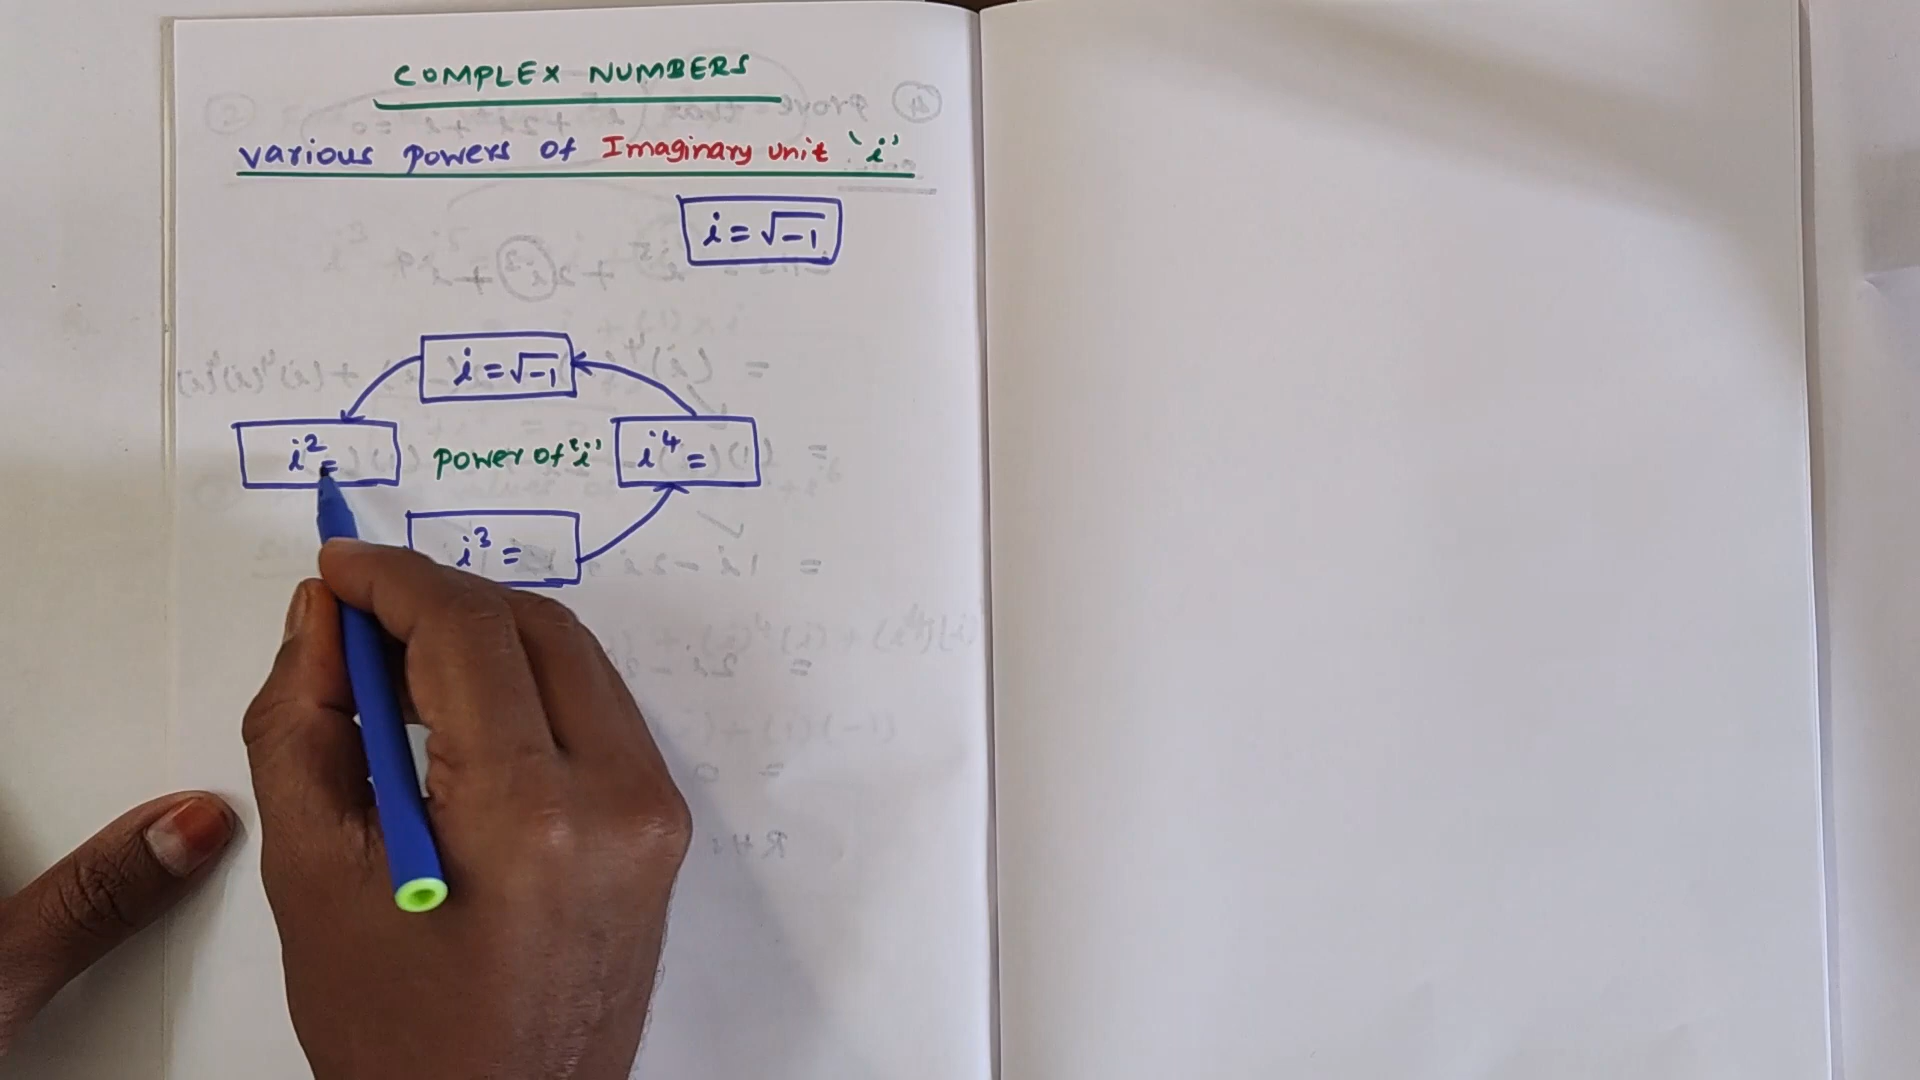 COMPLEX NUMBERS
various powers of Imaginary unit 'i'
i = √-1
i = √-1
i² =
power of 'i'
i⁴ =
i³ =